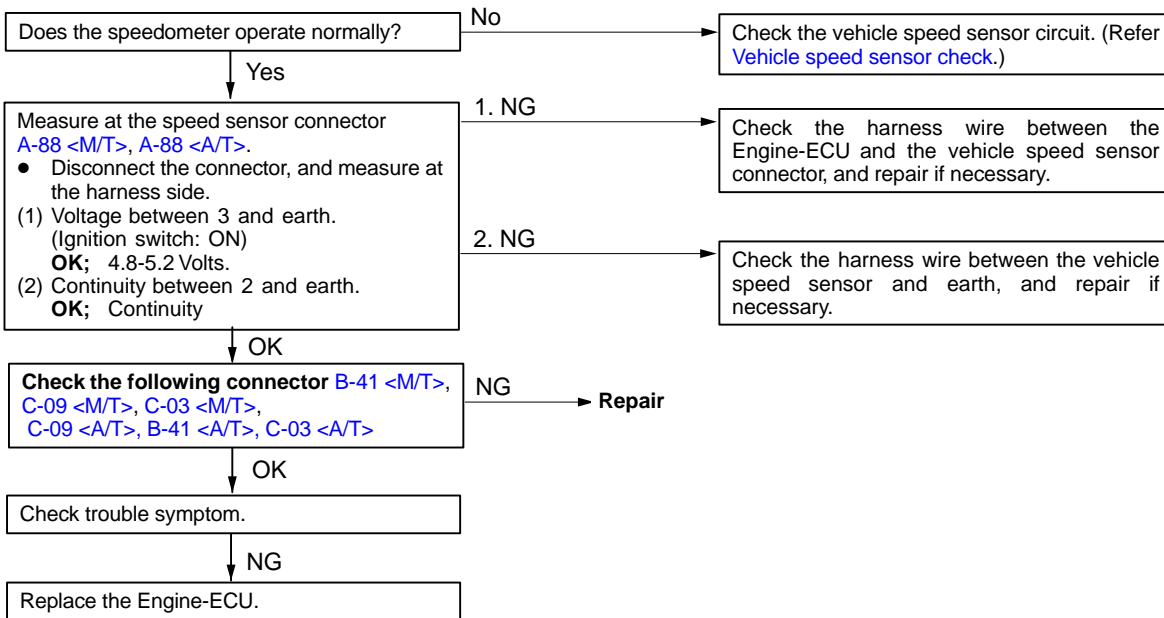 Does the speedometer operate normally?
No
Check the vehicle speed sensor circuit. (Refer
Vehicle speed sensor check.)
Yes
Measure at the speed sensor connector
A-88 <M/T>, A-88 <A/T>.
● Disconnect the connector, and measure at
the harness side.
(1) Voltage between 3 and earth.
(Ignition switch: ON)
OK; 4.8-5.2 Volts.
(2) Continuity between 2 and earth.
OK; Continuity
1. NG
Check the harness wire between the
Engine-ECU and the vehicle speed sensor
connector, and repair if necessary.
2. NG
Check the harness wire between the vehicle
speed sensor and earth, and repair if
necessary.
OK
Check the following connector B-41 <M/T>,
C-09 <M/T>, C-03 <M/T>,
C-09 <A/T>, B-41 <A/T>, C-03 <A/T>
NG
Repair
OK
Check trouble symptom.
NG
Replace the Engine-ECU.